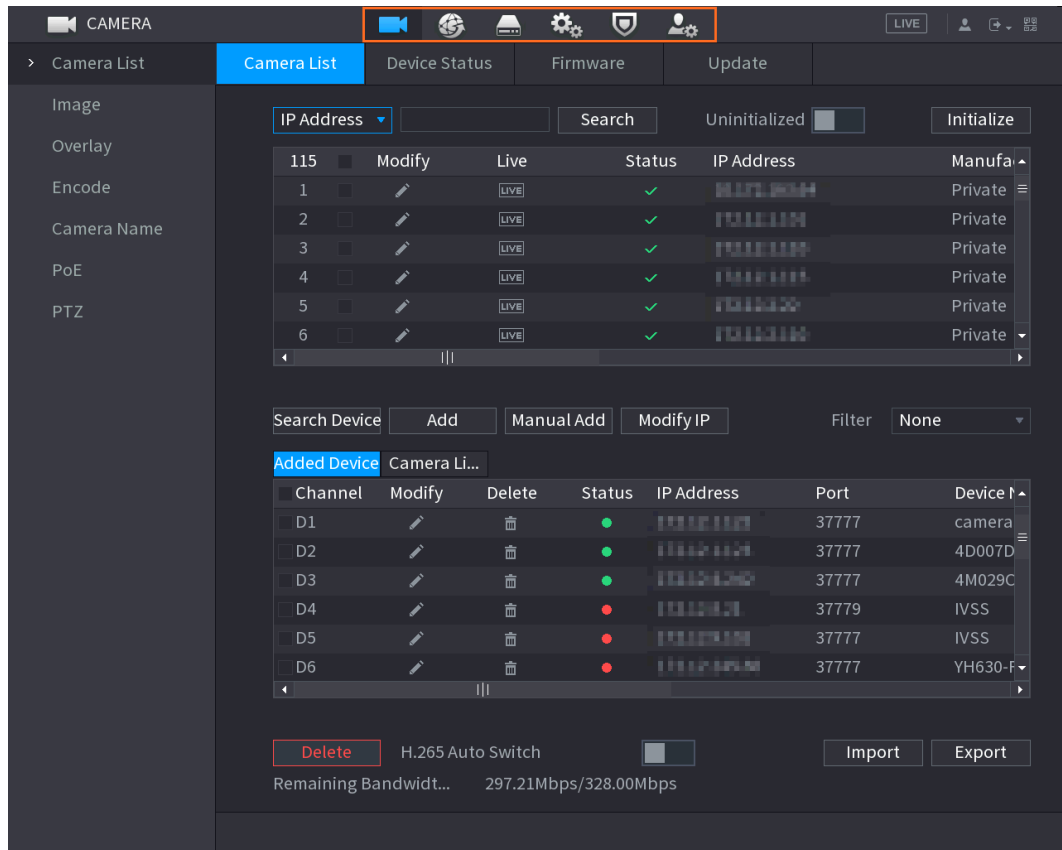 CAMERA LIVE
Camera List
Image
Overlay
Encode
Camera Name
PoE
PTZ
Camera List Device Status Firmware Update
IP Address Search Uninitialized Initialize
115 Modify Live Status IP Address Manufa
1 LIVE Private
2 LIVE Private
3 LIVE Private
4 LIVE Private
5 LIVE Private
6 LIVE Private
Search Device Add Manual Add Modify IP Filter None
Added Device Camera Li...
Channel Modify Delete Status IP Address Port Device N
D1 37777 camera
D2 37777 4D007D
D3 37777 4M029C
D4 37779 IVSS
D5 37777 IVSS
D6 37777 YH630-F
Delete H.265 Auto Switch Import Export
Remaining Bandwidt... 297.21Mbps/328.00Mbps